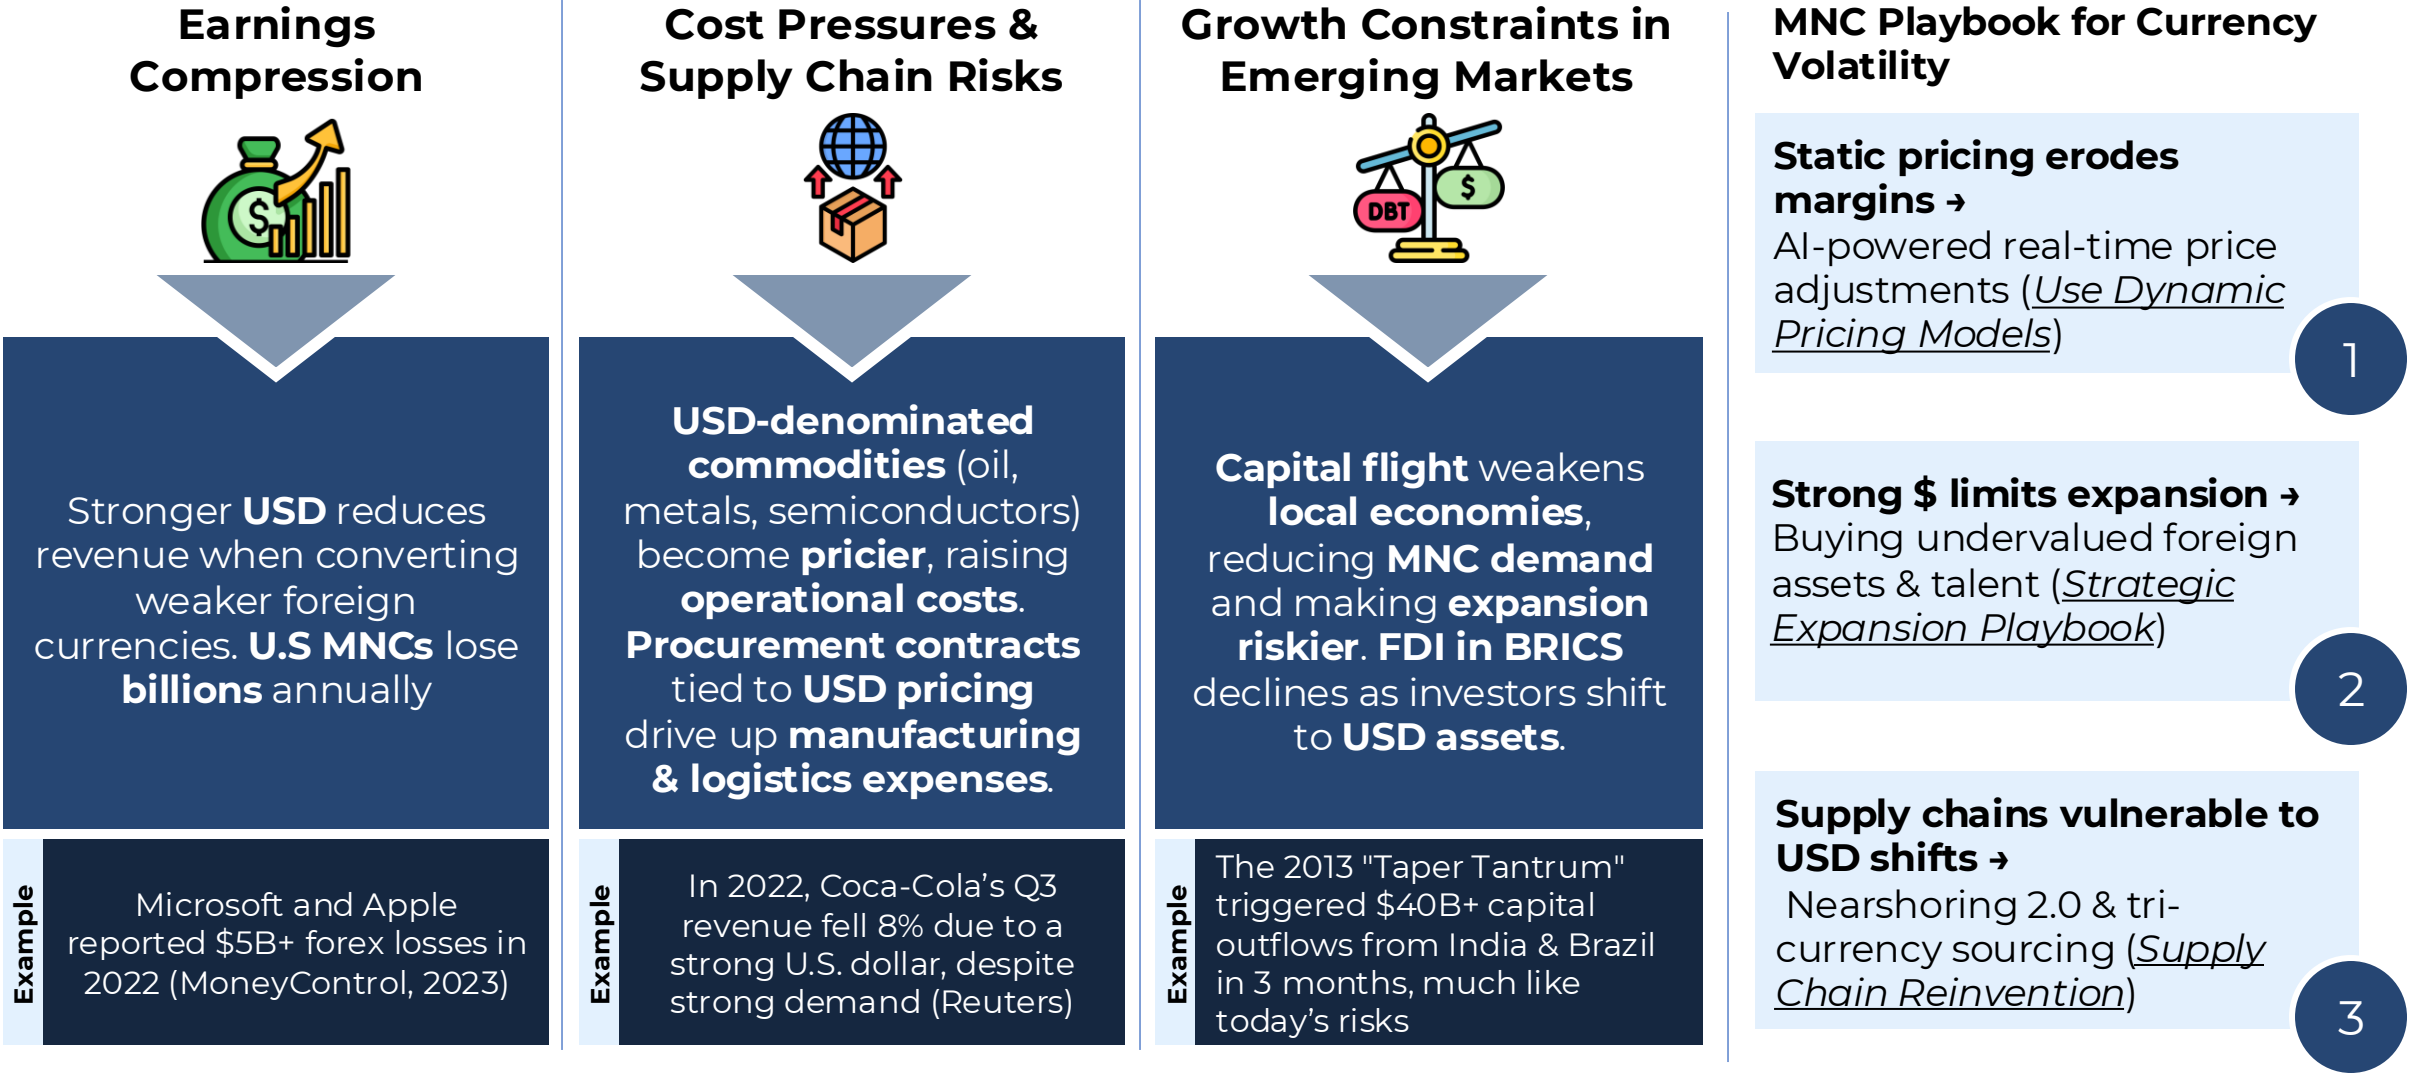 Earnings
Compression
Stronger USD reduces
revenue when converting
weaker foreign
currencies. U.S MNCs lose
billions annually
Example
Microsoft and Apple
reported $5B+ forex losses in
2022 (MoneyControl, 2023)
Cost Pressures &
Supply Chain Risks
USD-denominated
commodities (oil,
metals, semiconductors)
become pricier, raising
operational costs.
Procurement contracts
tied to USD pricing
drive up manufacturing
& logistics expenses.
Example
In 2022, Coca-Cola’s Q3
revenue fell 8% due to a
strong U.S. dollar, despite
strong demand (Reuters)
Growth Constraints in
Emerging Markets
DBT
$
Capital flight weakens
local economies,
reducing MNC demand
and making expansion
riskier. FDI in BRICS
declines as investors shift
to USD assets.
Example
The 2013 "Taper Tantrum"
triggered $40B+ capital
outflows from India & Brazil
in 3 months, much like
today’s risks
MNC Playbook for Currency
Volatility
Static pricing erodes
margins →
AI-powered real-time price
adjustments (Use Dynamic
Pricing Models)
1
Strong $ limits expansion →
Buying undervalued foreign
assets & talent (Strategic
Expansion Playbook)
2
Supply chains vulnerable to
USD shifts →
Nearshoring 2.0 & tri-
currency sourcing (Supply
Chain Reinvention)
3